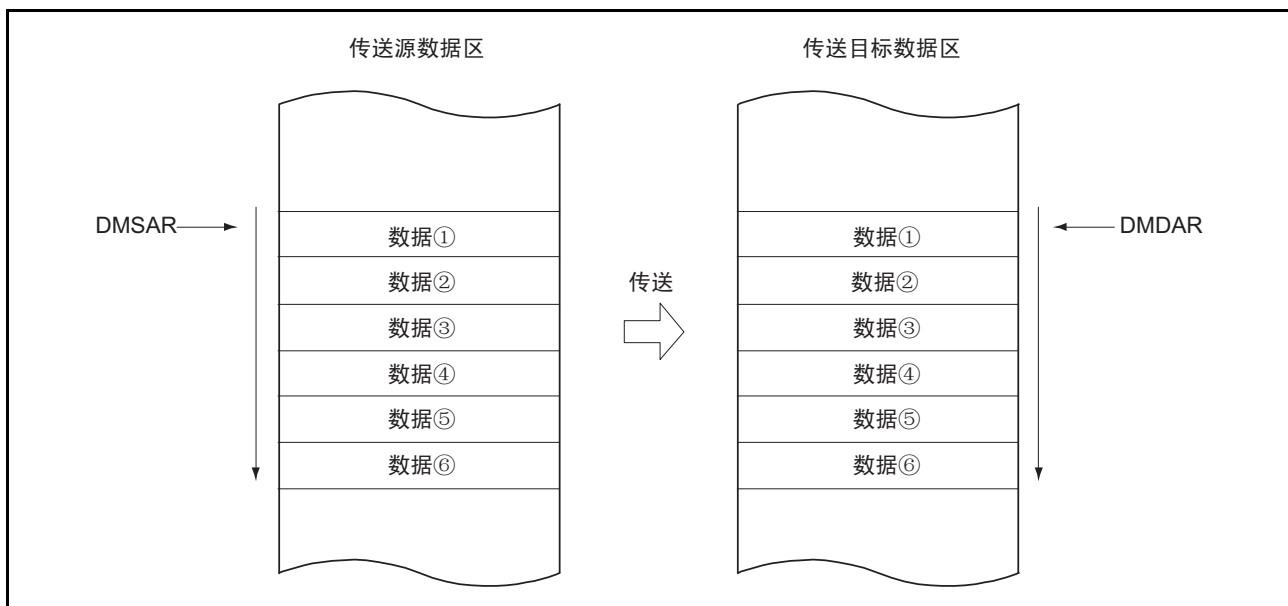 传送源数据区
传送目标数据区
DMSAR
数据①
数据②
数据③
数据④
数据⑤
数据⑥
传送
数据①
数据②
数据③
数据④
数据⑤
数据⑥
DMDAR